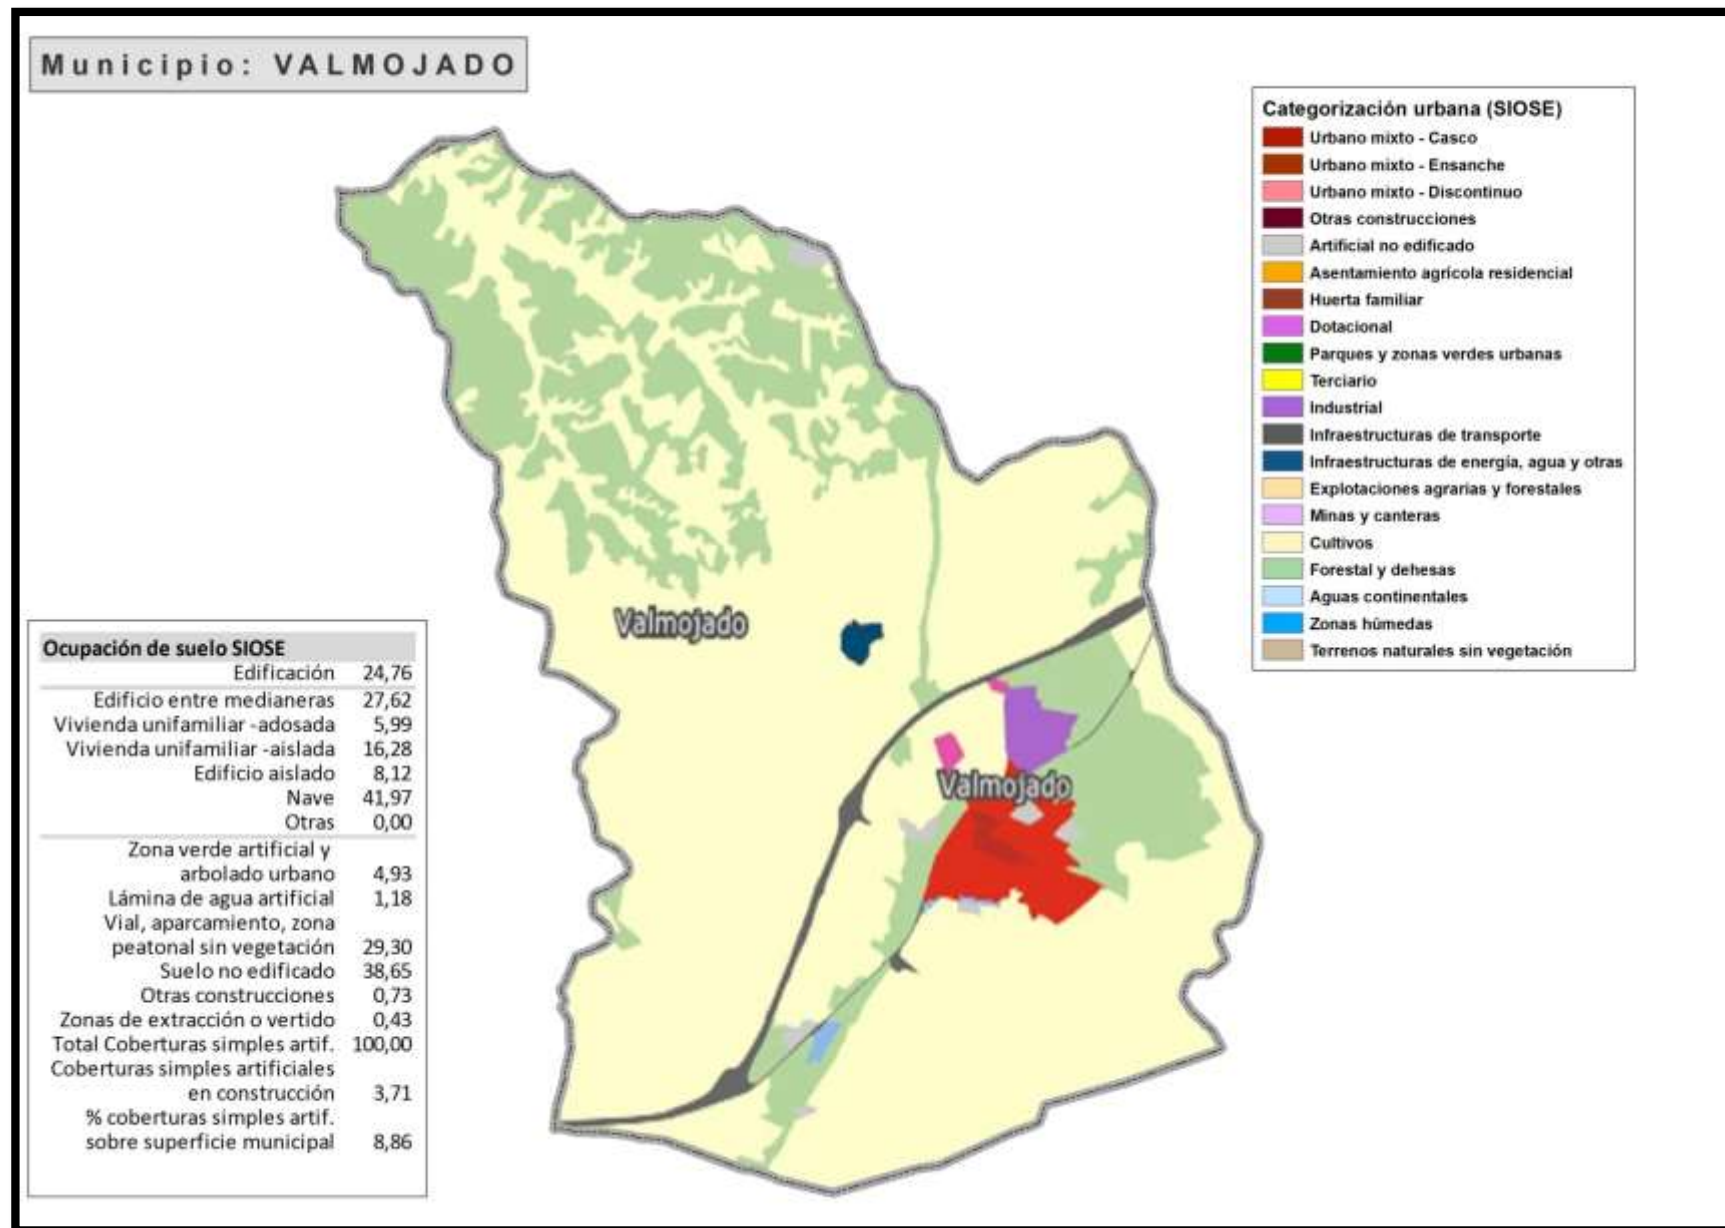 Municipio: VALMOJADO
Categorización urbana (SIOSE)
Urbano mixto - Casco
Urbano mixto - Ensanche
Urbano mixto - Discontinuo
Otras construcciones
Artificial no edificado
Asentamiento agrícola residencial
Huerta familiar
Dotacional
Parques y zonas verdes urbanas
Terciario
Industrial
Infraestructuras de transporte
Infraestructuras de energía, agua y otras
Explotaciones agrarias y forestales
Minas y canteras
Cultivos
Forestal y dehesas
Aguas continentales
Zonas húmedas
Terrenos naturales sin vegetación
Valmojado
Valmojado
Ocupación de suelo SIOSE
Edificación 24,76
Edificio entre medianeras 27,62
Vivienda unifamiliar -adosada 5,99
Vivienda unifamiliar -aislada 16,28
Edificio aislado 8,12
Nave 41,97
Otras 0,00
Zona verde artificial y
arbolado urbano 4,93
Lámina de agua artificial 1,18
Vial, aparcamiento, zona
peatonal sin vegetación 29,30
Suelo no edificado 38,65
Otras construcciones 0,73
Zonas de extracción o vertido 0,43
Total Coberturas simples artif. 100,00
Coberturas simples artificiales
en construcción 3,71
% coberturas simples artif.
sobre superficie municipal 8,86